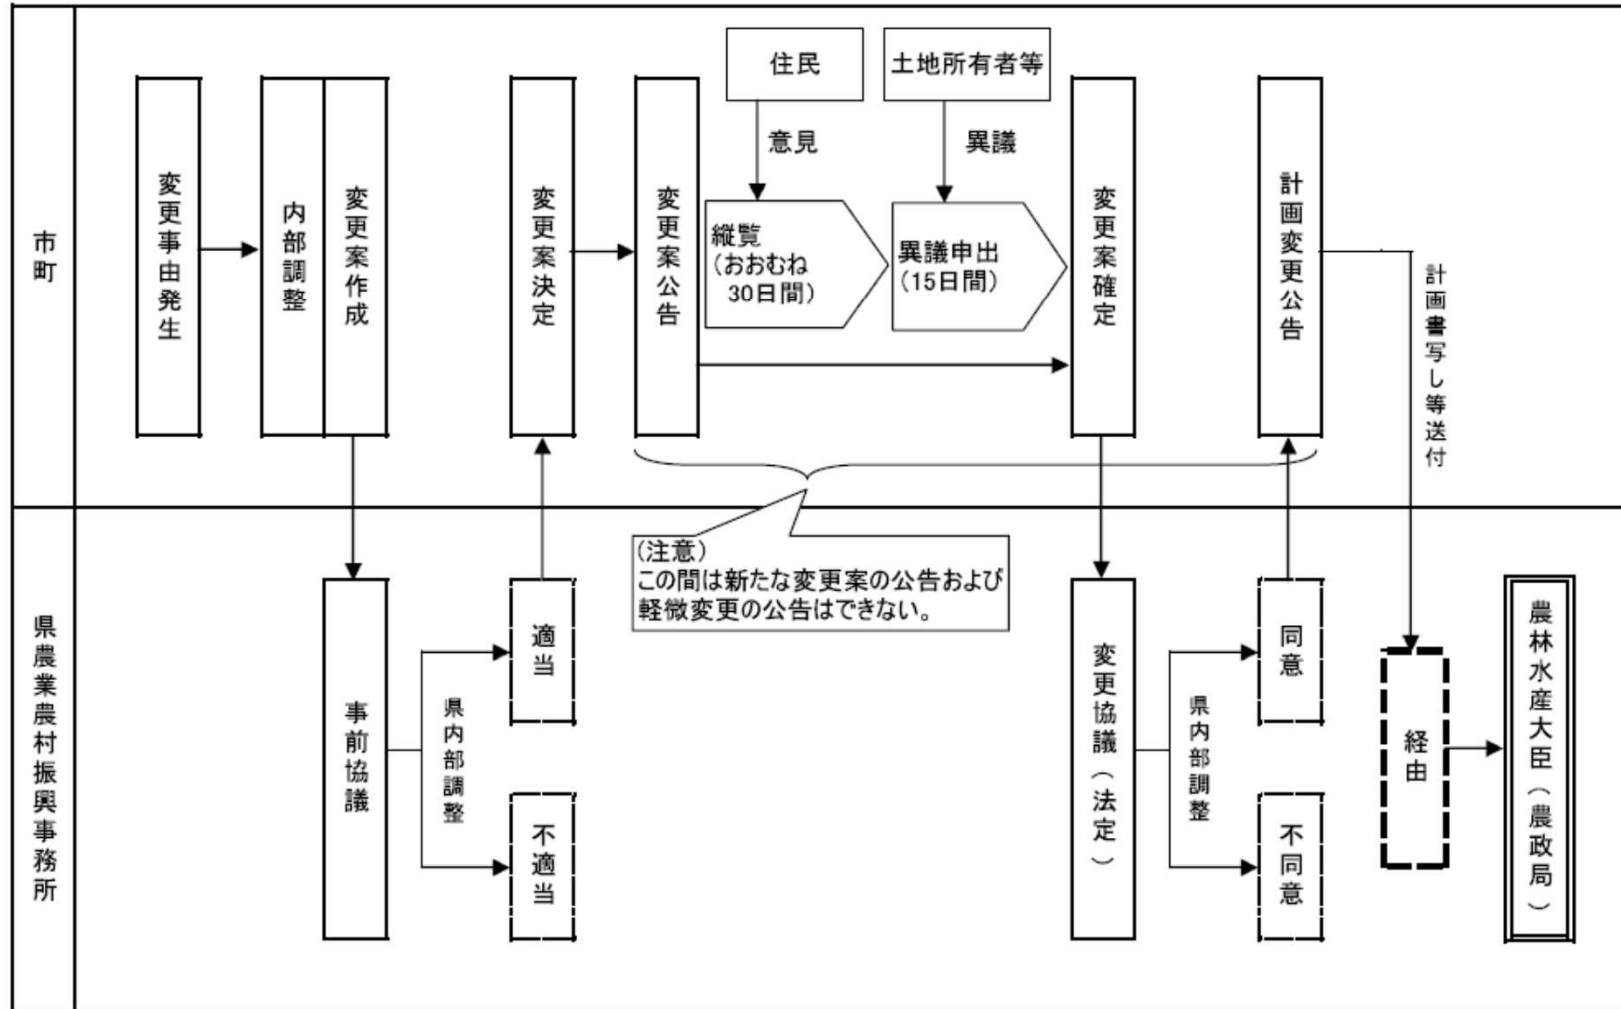 住民
土地所有者等
意見
異議
市町
変更事由発生
内部調整
変更案作成
変更案決定
変更案公告
縦覧
(おおむね
30日間)
異議申出
(15日間)
変更案確定
計画変更公告
計画書写し等送付
(注意)
この間は新たな変更案の公告および
軽微変更の公告はできない。
県農業農村振興事務所
事前協議
県内部調整
適当
不適当
変更協議(法定)
県内部調整
同意
不同意
経由
農林水産大臣(農政局)